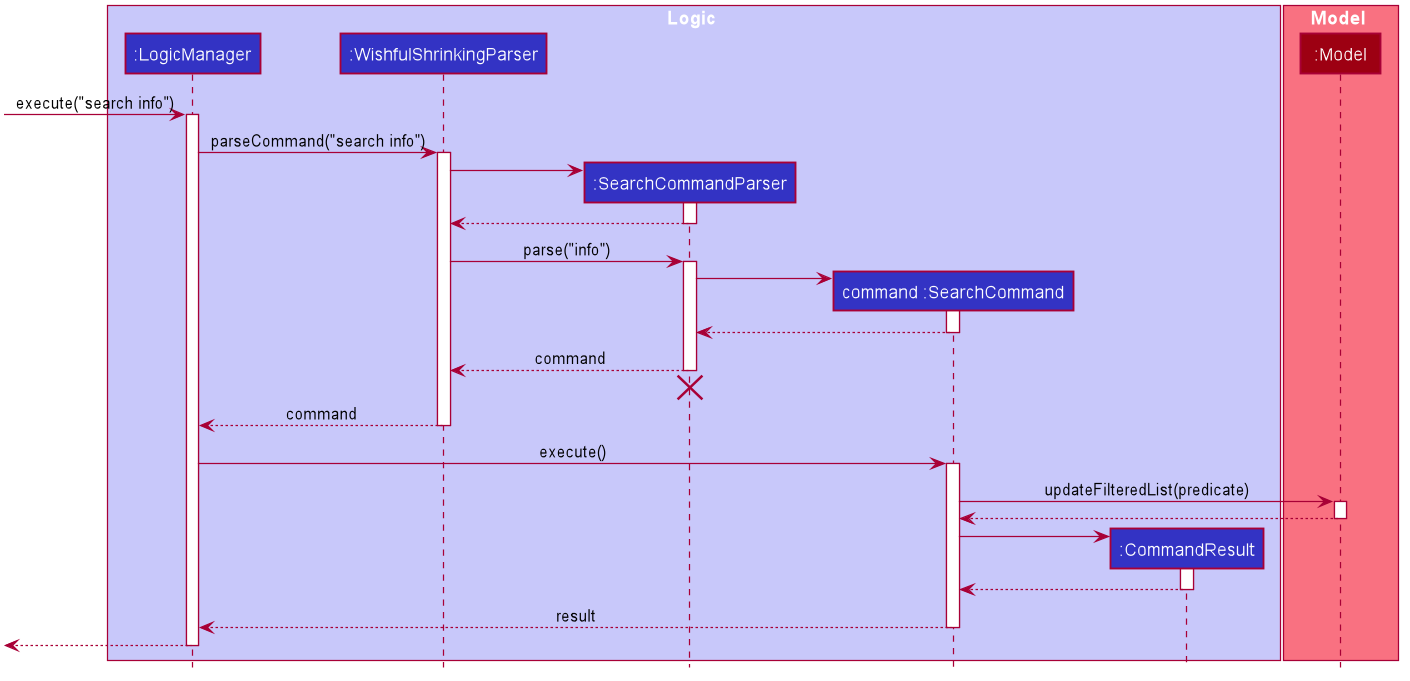 Logic
Model
:LogicManager
:WishfulShrinkingParser
:Model
execute("search info")
parseCommand("search info")
:SearchCommandParser
parse("info")
command :SearchCommand
command
command
execute()
updateFilteredList(predicate)
:CommandResult
result